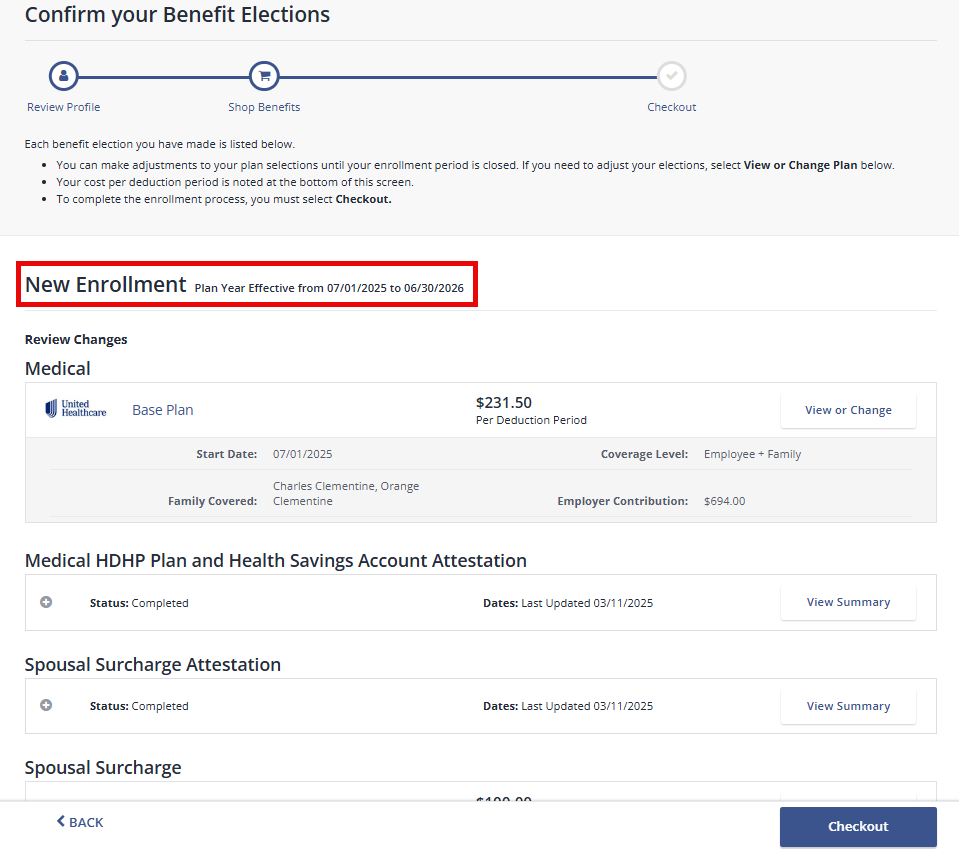 Confirm your Benefit Elections
Review Profile
Shop Benefits
Checkout
Each benefit election you have made is listed below.
You can make adjustments to your plan selections until your enrollment period is closed. If you need to adjust your elections, select View or Change Plan below.
Your cost per deduction period is noted at the bottom of this screen.
To complete the enrollment process, you must select Checkout.
New Enrollment Plan Year Effective from 07/01/2025 to 06/30/2026
Review Changes
Medical
United
Healthcare
Base Plan
$231.50
Per Deduction Period
View or Change
Start Date: 07/01/2025
Coverage Level: Employee + Family
Family Covered: Charles Clementine, Orange
Clementine
Employer Contribution: $694.00
Medical HDHP Plan and Health Savings Account Attestation
Status: Completed
Dates: Last Updated 03/11/2025
View Summary
Spousal Surcharge Attestation
Status: Completed
Dates: Last Updated 03/11/2025
View Summary
Spousal Surcharge
BACK
Checkout